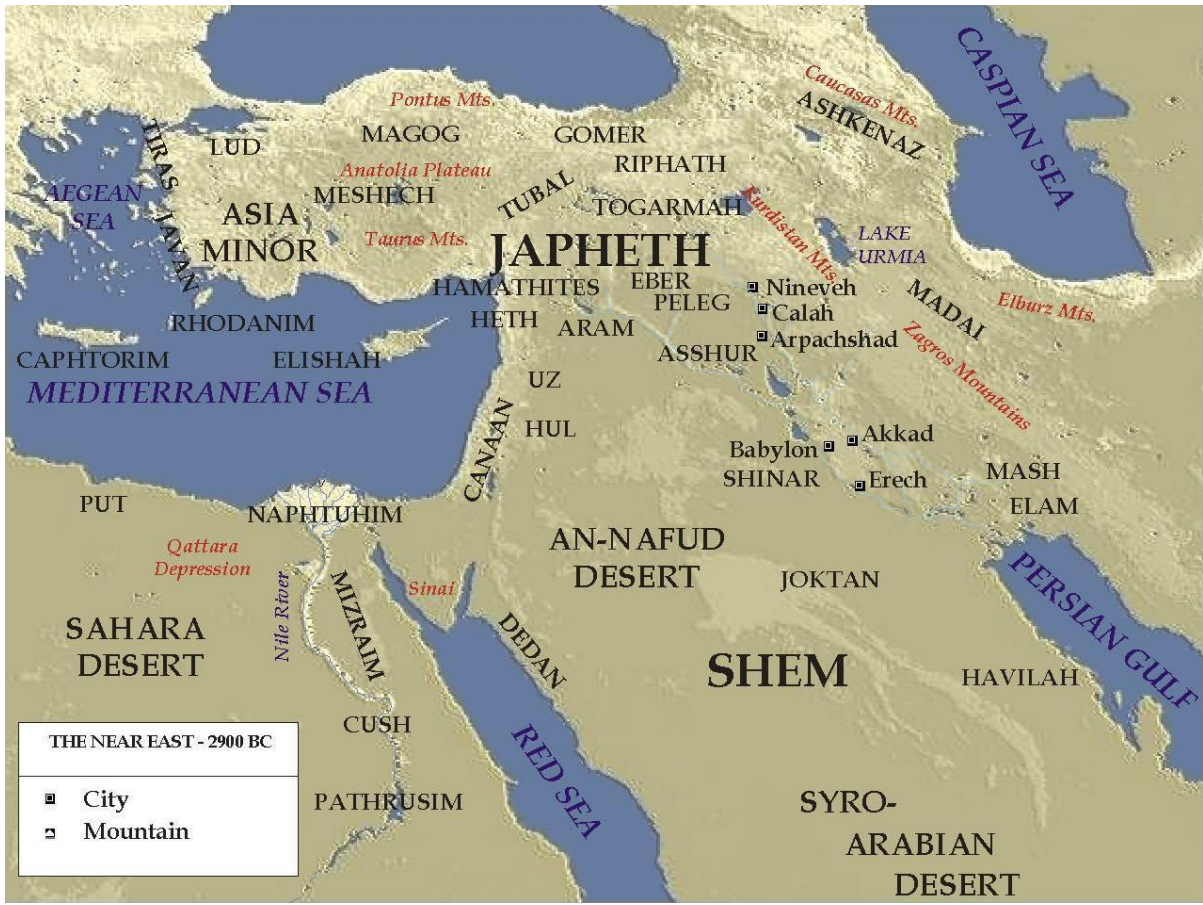 CASPIAN SEA
Caucasas Mts.
ASHKENAZ
Pontus Mts.
MAGOG
GOMER
TIRAS
LUD
RIPHATH
Anatolia Plateau
AEGEAN
SEA
MESHECH
TUBAL
TOGARMAH
Kurdistan Mts.
JAVAN
ASIA
MINOR
Taurus Mts.
JAPHETH
LAKE
URMIA
HAMATHITES
EBER
PELEG
Nineveh
MADAI
Elburz Mts.
Calah
RHODANIM
HETH
ARAM
Arpachshad
Zagros Mountains
CAPHTORIM
ELISHAH
ASSHUR
MEDITERRANEAN SEA
UZ
CANAAN
HUL
Babylon
Akkad
SHINAR
Erech
MASH
ELAM
PUT
NAPHTUHIM
Qattara
Depression
AN-NAFUD
DESERT
JOKTAN
PERSIAN GULF
Nile River
MIZRAIM
Sinai
SAHARA
DESERT
DEDAN
SHEM
HAVILAH
CUSH
RED SEA
THE NEAR EAST - 2900 BC
City
Mountain
PATHRUSIM
SYRO-
ARABIAN
DESERT